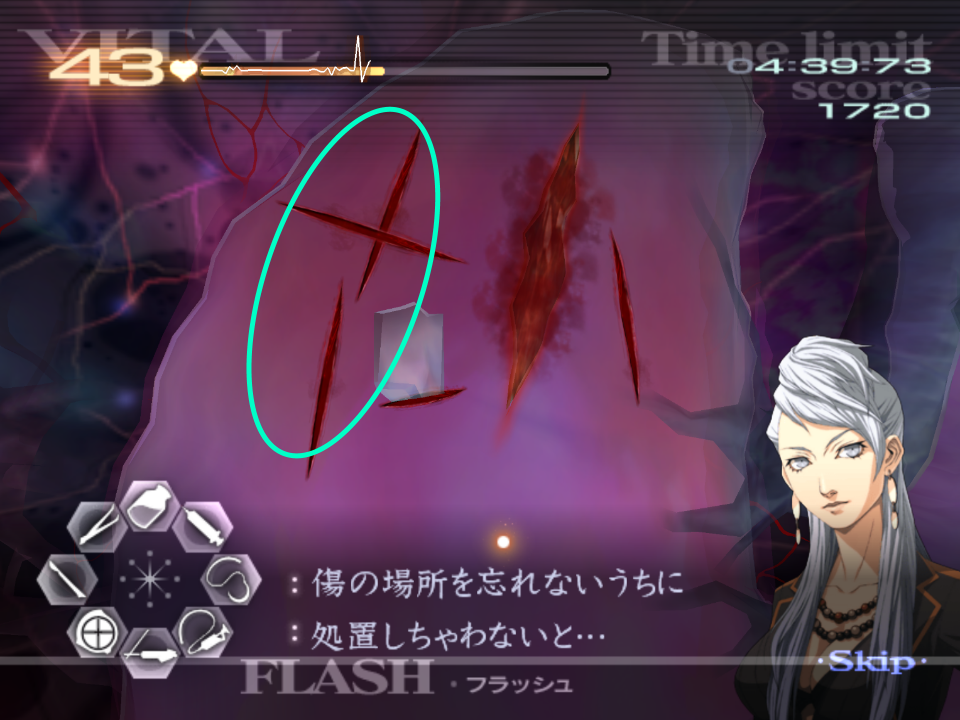 VITAL
43
Time limit
04:39:73
score
1720
:傷の場所を忘れないうちに
:処置しちゃわないと…
FLASH・フラッシュ
・Skip・